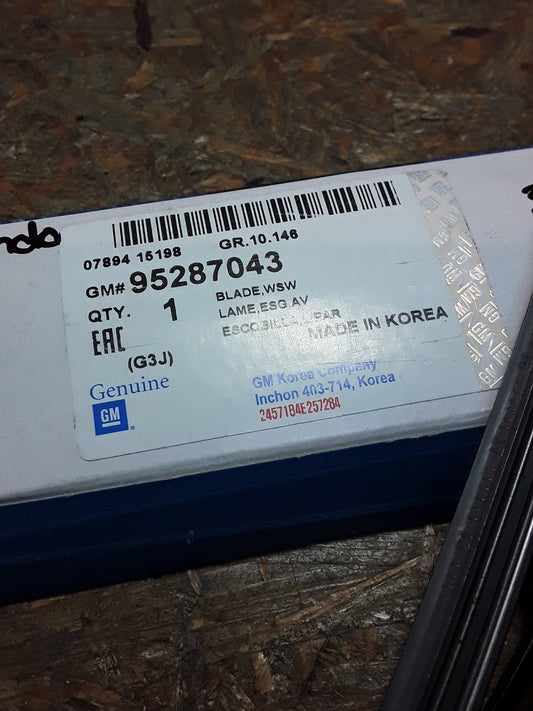 07894 15198 GR.10.146
GM# 95287043
QTY. 1
BLADE,WSW
LAME,ESG.AV
PAR
MADE IN KOREA
EAC
(G3J)
Genuine
GM
GM Korea Company
Inchon 403-714, Korea
2457184E257284